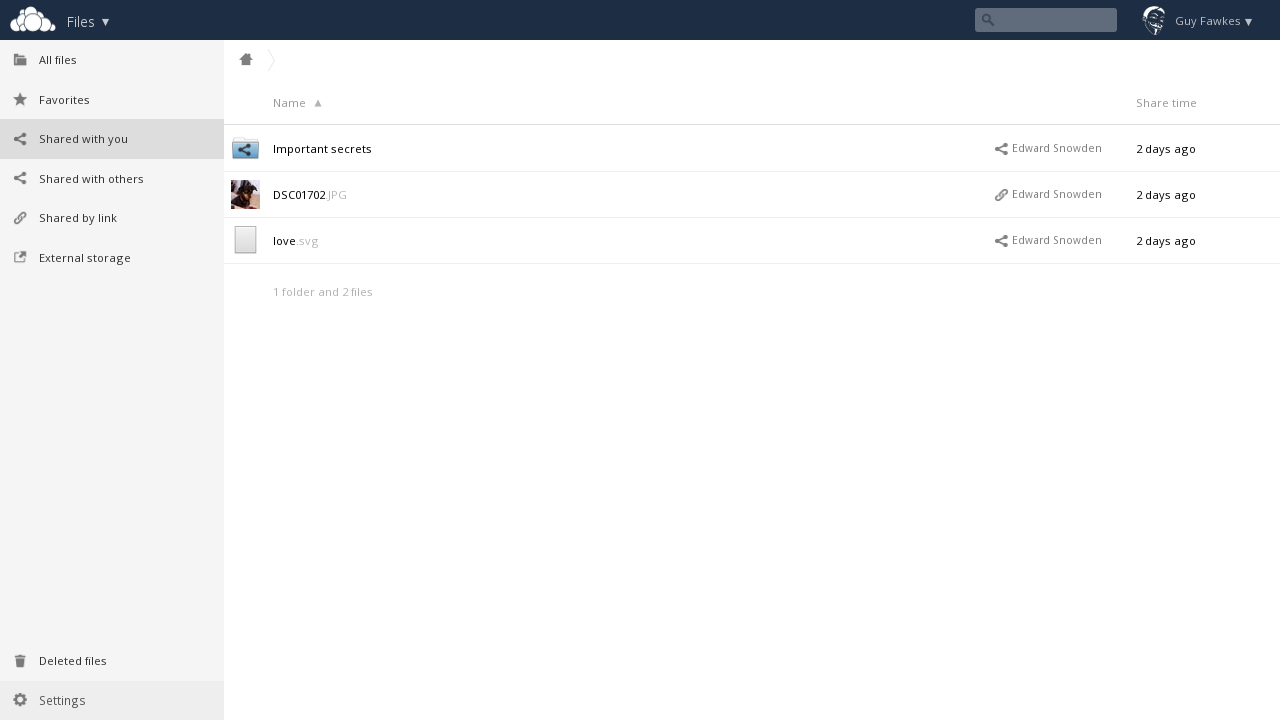 Files ▼
Guy Fawkes ▼
All files
Favorites
Shared with you
Shared with others
Shared by link
External storage
Deleted files
Settings
Name ▲ Share time
Important secrets Edward Snowden 2 days ago
DSC01702.JPG Edward Snowden 2 days ago
love.svg Edward Snowden 2 days ago
1 folder and 2 files